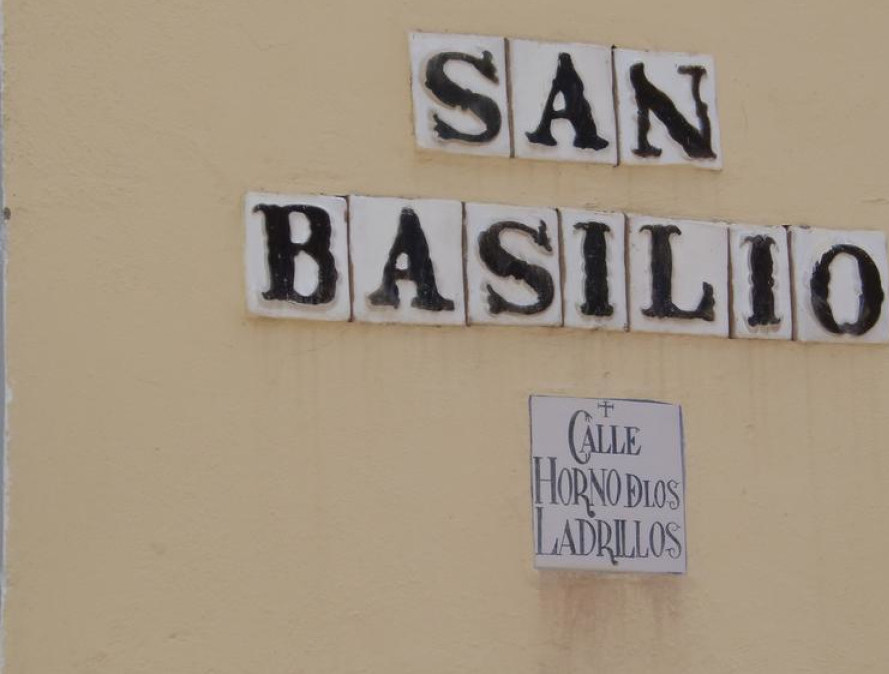 SAN
BASILIO
CALLE
HORNO DLOS
LADRILLOS